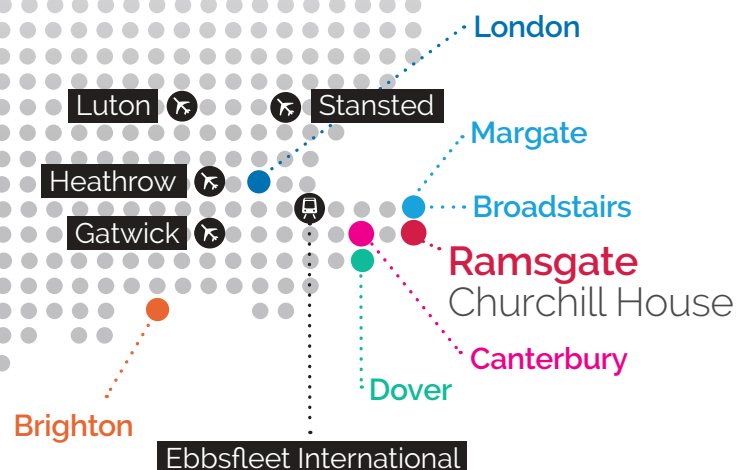 London
Luton
Stansted
Margate
Heathrow
Broadstairs
Gatwick
Ramsgate
Churchill House
Canterbury
Dover
Brighton
Ebbsfleet International